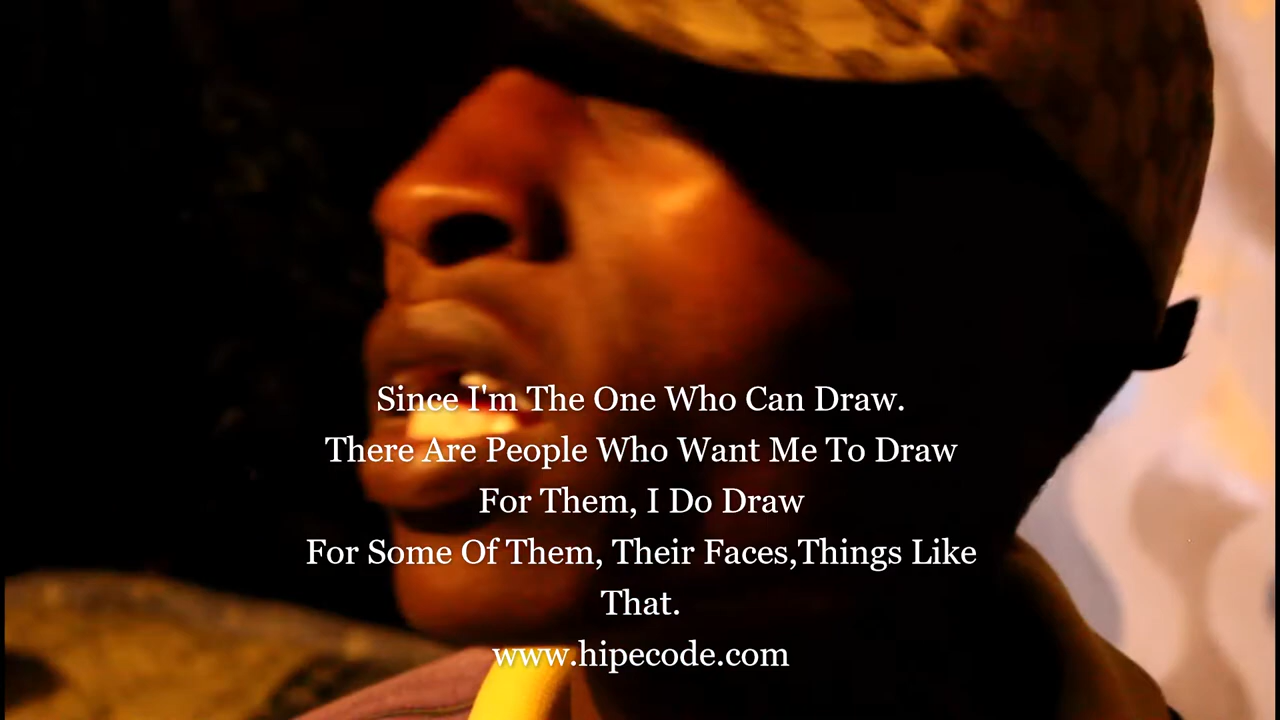 Since I'm The One Who Can Draw.
There Are People Who Want Me To Draw
For Them, I Do Draw
For Some Of Them, Their Faces,Things Like
That.
www.hipecode.com